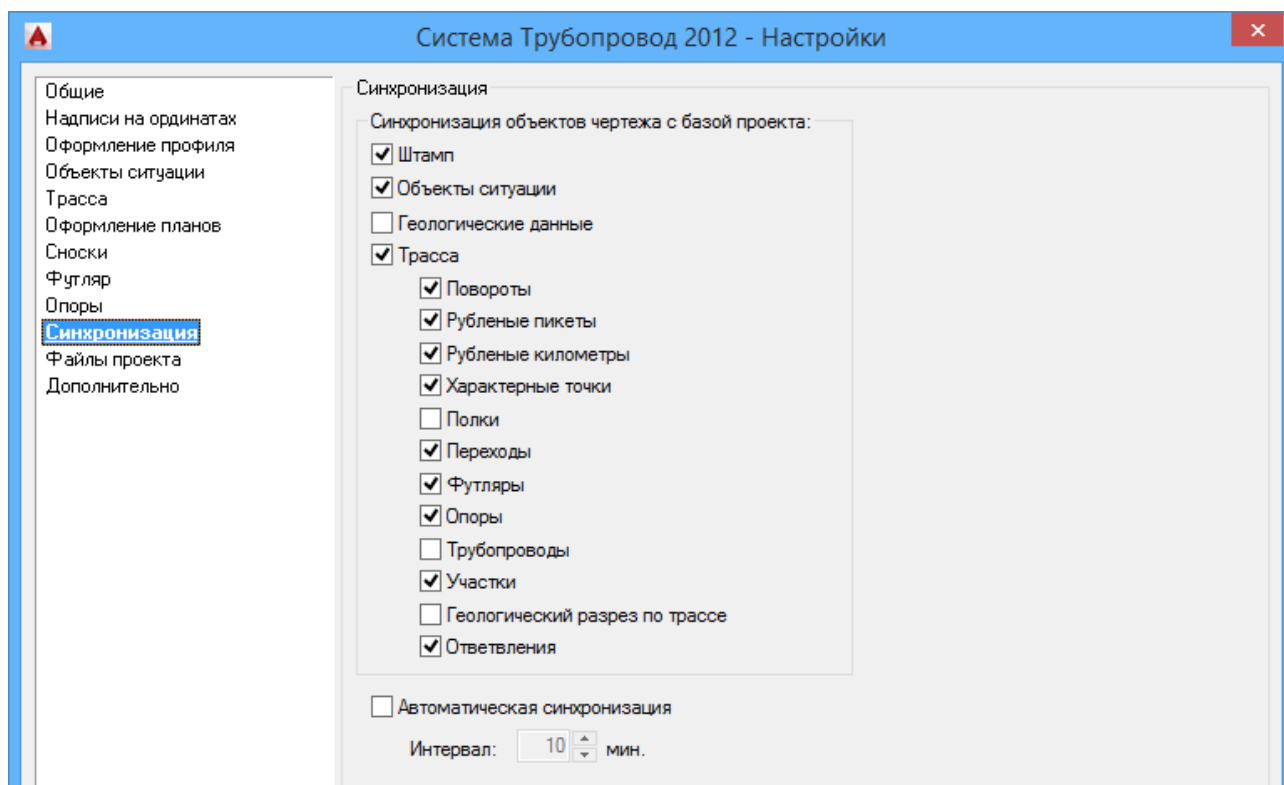 Система Трубопровод 2012 - Настройки
Общие
Надписи на ординатах
Оформление профиля
Объекты ситуации
Трасса
Оформление планов
Сноски
Футляр
Опоры
Синхронизация
Файлы проекта
Дополнительно
Синхронизация
Синхронизация объектов чертежа с базой проекта:
Штамп
Объекты ситуации
Геологические данные
Трасса
Повороты
Рубленые пикеты
Рубленые километры
Характерные точки
Полки
Переходы
Футляры
Опоры
Трубопроводы
Участки
Геологический разрез по трассе
Ответвления
Автоматическая синхронизация
Интервал: 10 мин.